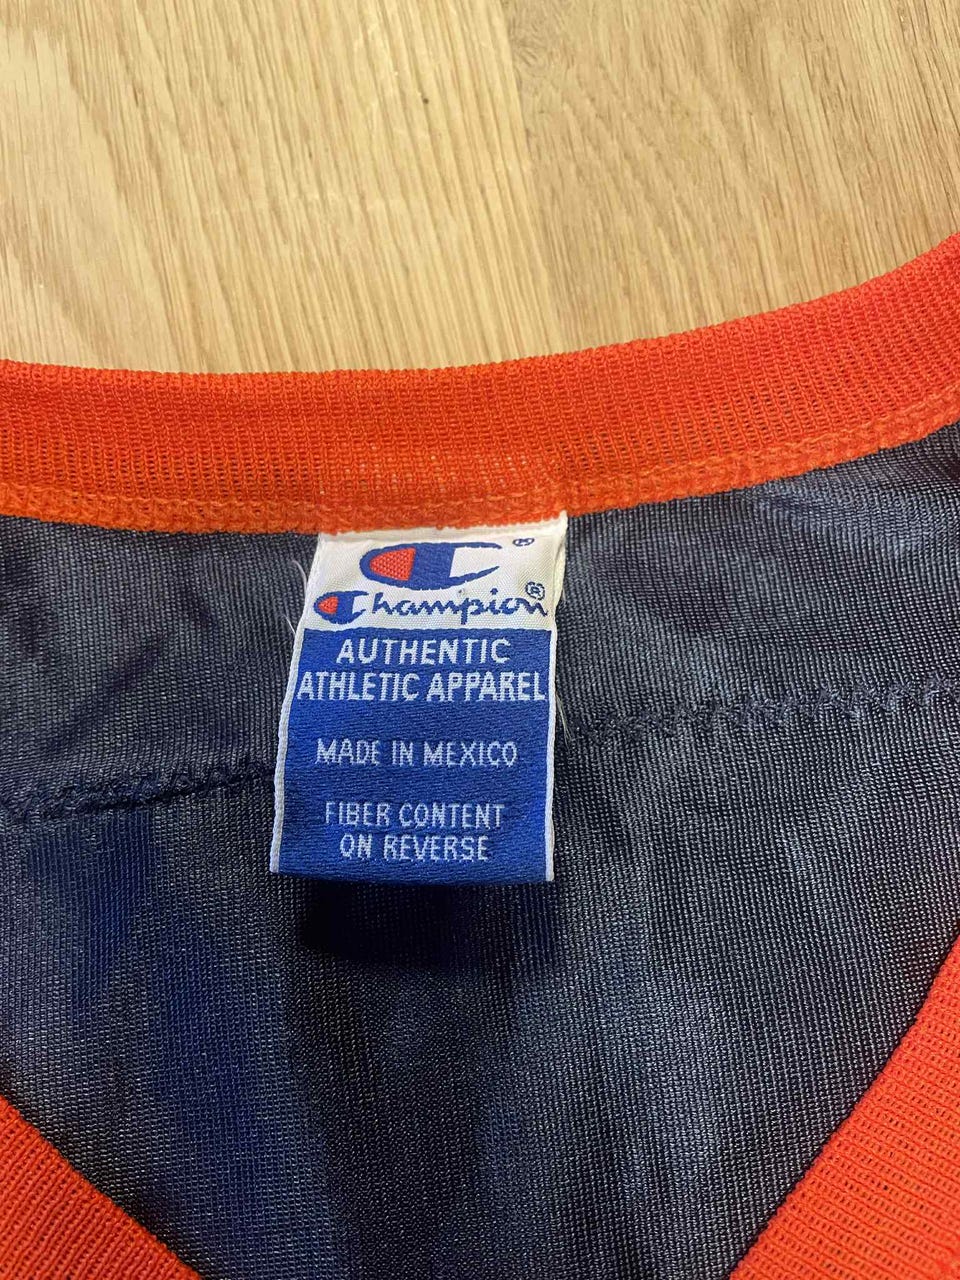 Champion®
AUTHENTIC
ATHLETIC APPAREL
MADE IN MEXICO
FIBER CONTENT
ON REVERSE